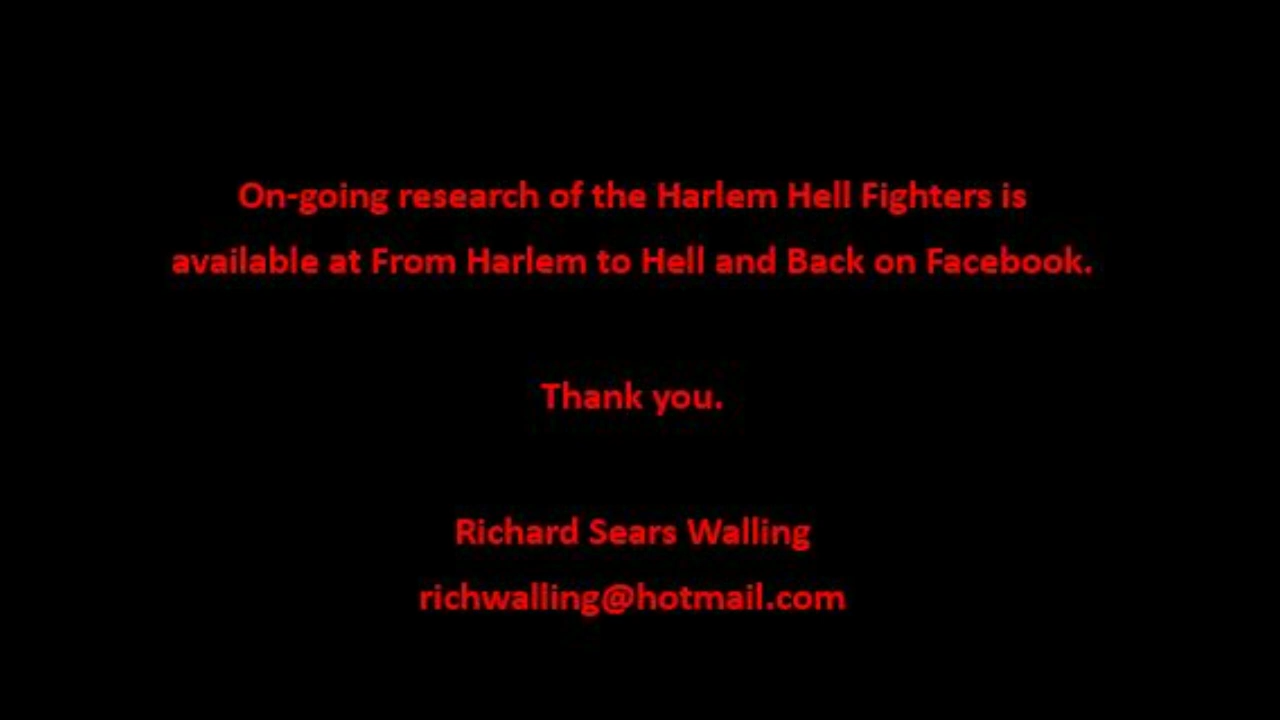 On-going research of the Harlem Hell Fighters is
available at From Harlem to Hell and Back on Facebook.
Thank you.
Richard Sears Walling
richwalling@hotmail.com